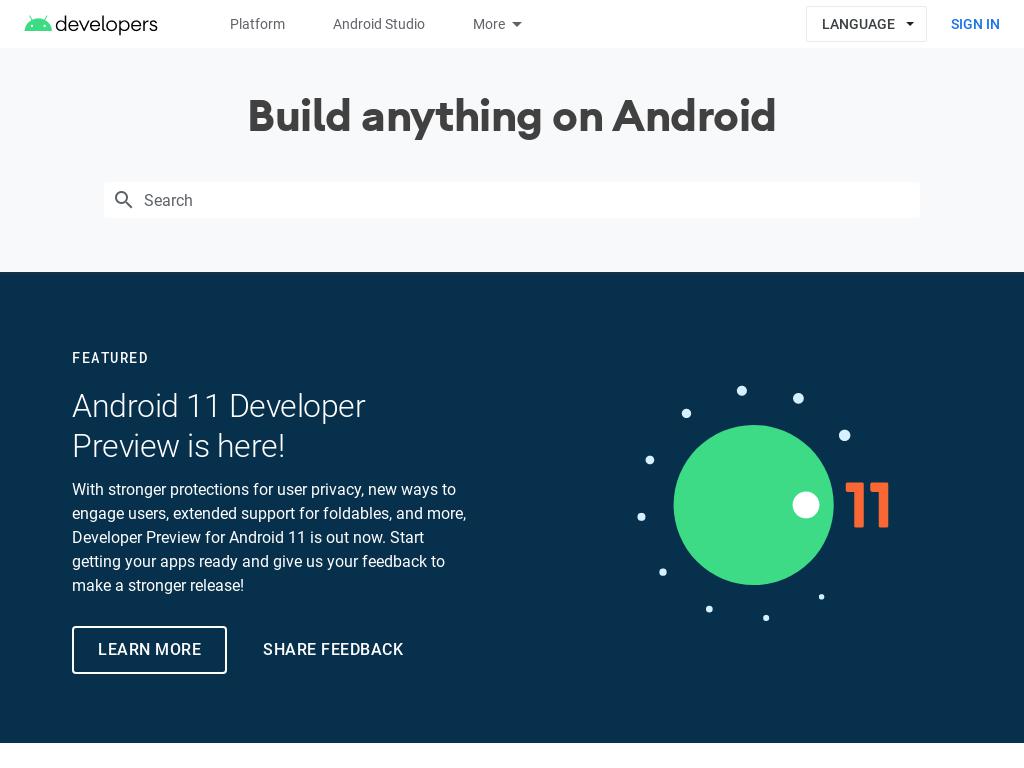 developers
Platform
Android Studio
More
LANGUAGE
SIGN IN
Build anything on Android
Search
FEATURED
Android 11 Developer
Preview is here!
With stronger protections for user privacy, new ways to
engage users, extended support for foldables, and more,
Developer Preview for Android 11 is out now. Start
getting your apps ready and give us your feedback to
make a stronger release!
11
LEARN MORE
SHARE FEEDBACK